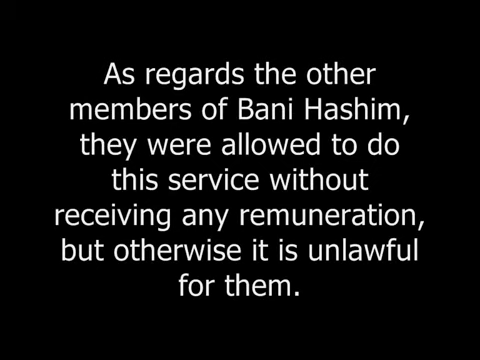 As regards the other
members of Bani Hashim,
they were allowed to do
this service without
receiving any remuneration,
but otherwise it is unlawful
for them.